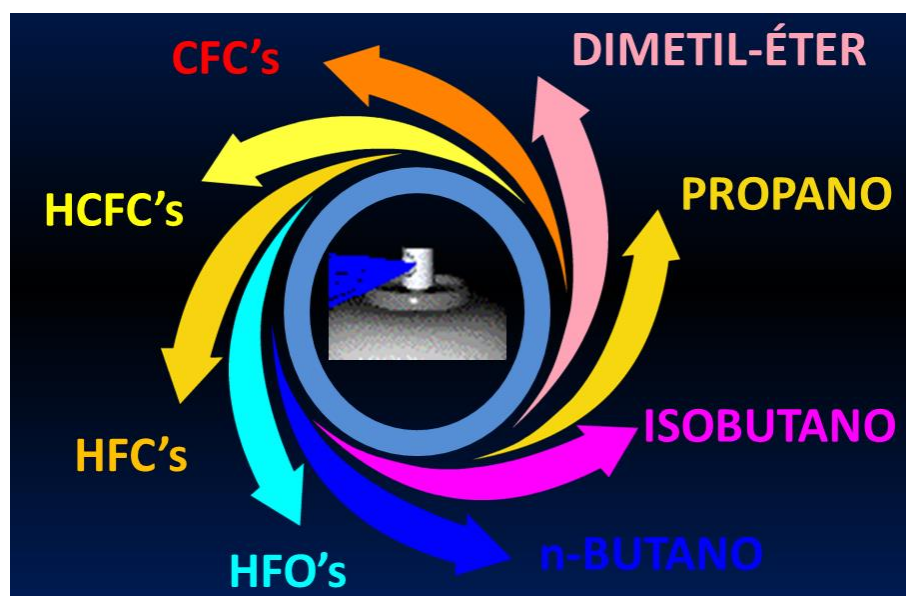 CFC's
DIMETIL-ÉTER
HCFC's
PROPANO
HFC's
ISOBUTANO
HFO's
n-BUTANO